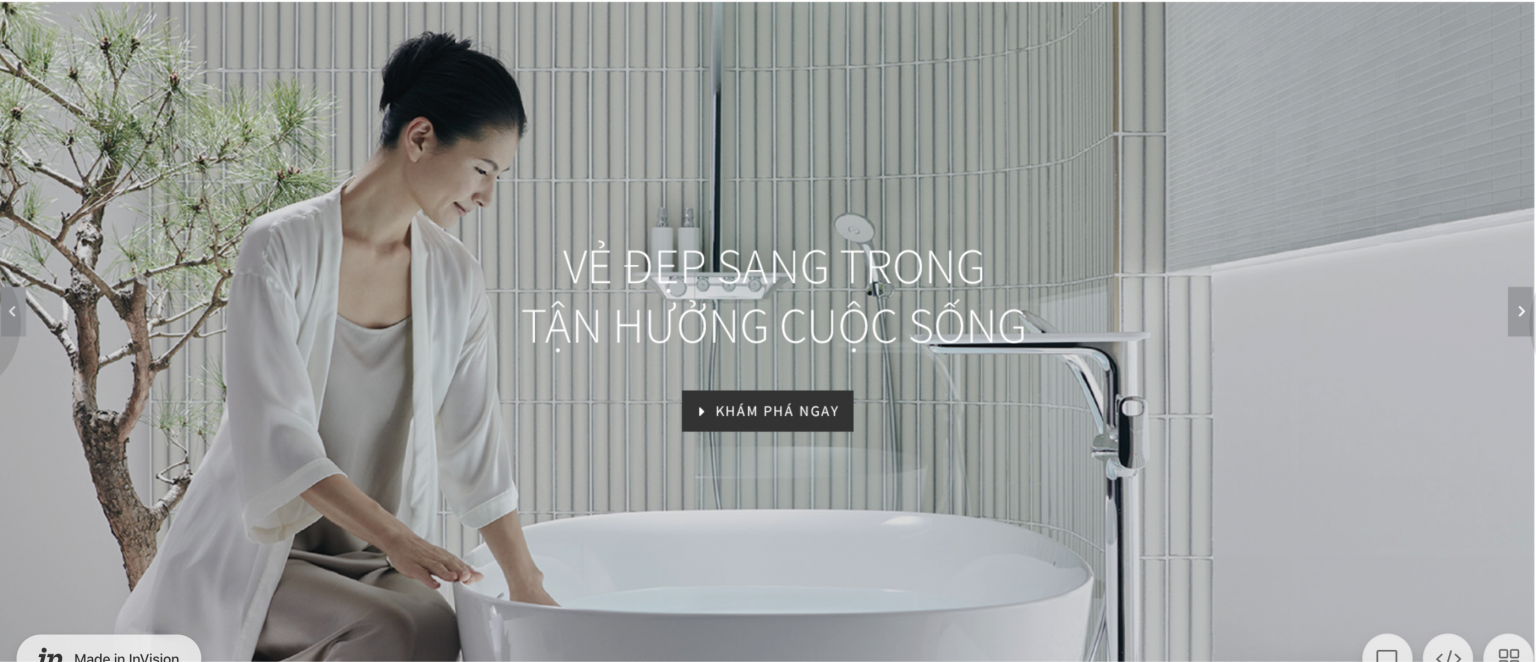 VẺ ĐẸP SANG TRỌNG
TẬN HƯỞNG CUỘC SỐNG
KHÁM PHÁ NGAY
in Made in InVision